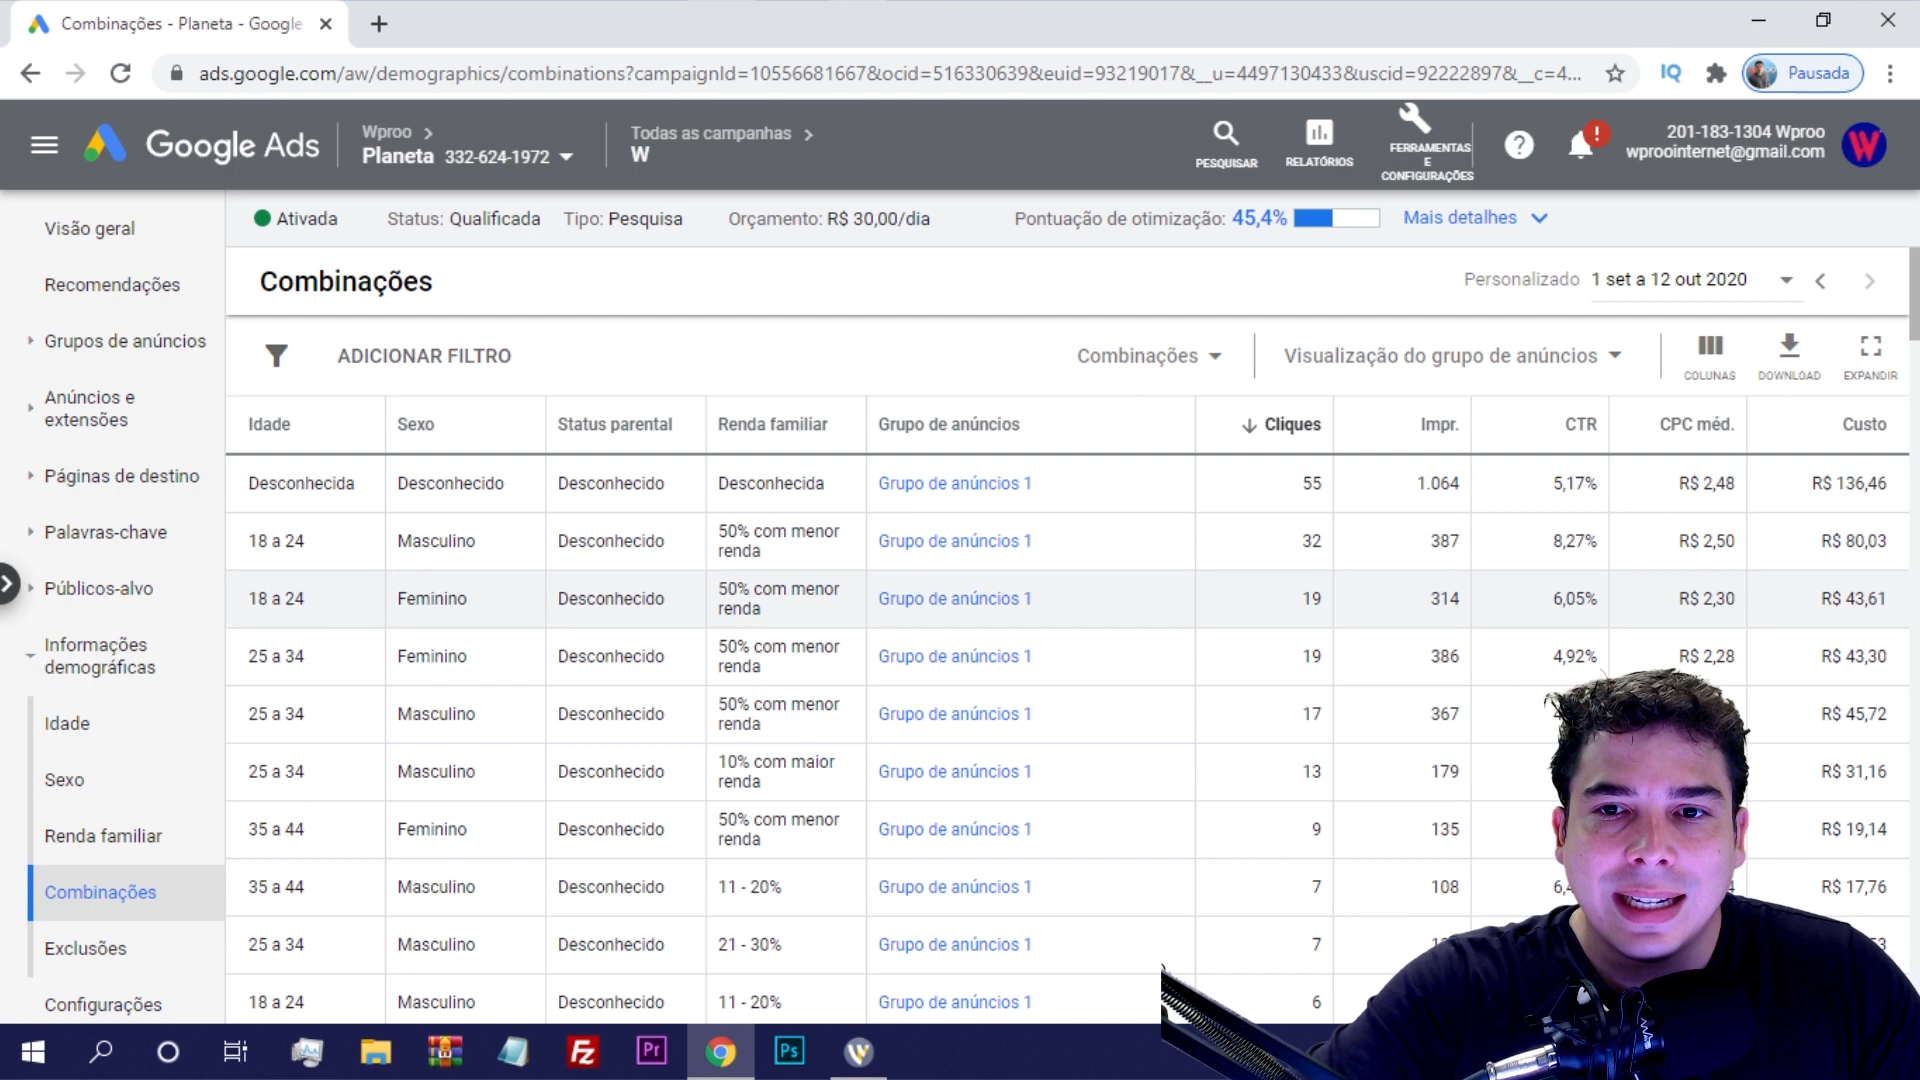 Combinações - Planeta - Google
ads.google.com/aw/demographics/combinations?campaignId=10556681667&ocid=516330639&euid=93219017&__u=4497130433&uscid=92222897&__c=4...
IQ
Pausada
Google Ads
Wproo
Planeta 332-624-1972
Todas as campanhas
W
PESQUISAR
RELATÓRIOS
FERRAMENTAS
E
CONFIGURAÇÕES
?
!
201-183-1304 Wproo
wproointernet@gmail.com
W
Ativada Status: Qualificada Tipo: Pesquisa Orçamento: R$ 30,00/dia Pontuação de otimização: 45,4% Mais detalhes
Visão geral
Recomendações
Grupos de anúncios
Anúncios e
extensões
Páginas de destino
Palavras-chave
Públicos-alvo
Informações
demográficas
Idade
Sexo
Renda familiar
Combinações
Exclusões
Configurações
Combinações
Personalizado 1 set a 12 out 2020
ADICIONAR FILTRO
Combinações
Visualização do grupo de anúncios
COLUNAS
DOWNLOAD
EXPANDIR
Idade Sexo Status parental Renda familiar Grupo de anúncios Cliques Impr. CTR CPC méd. Custo
Desconhecida Desconhecido Desconhecido Desconhecida Grupo de anúncios 1 55 1.064 5,17% R$ 2,48 R$ 136,46
18 a 24 Masculino Desconhecido 50% com menor
renda Grupo de anúncios 1 32 387 8,27% R$ 2,50 R$ 80,03
18 a 24 Feminino Desconhecido 50% com menor
renda Grupo de anúncios 1 19 314 6,05% R$ 2,30 R$ 43,61
25 a 34 Feminino Desconhecido 50% com menor
renda Grupo de anúncios 1 19 386 4,92% R$ 2,28 R$ 43,30
25 a 34 Masculino Desconhecido 50% com menor
renda Grupo de anúncios 1 17 367 R$ 45,72
25 a 34 Masculino Desconhecido 10% com maior
renda Grupo de anúncios 1 13 179 R$ 31,16
35 a 44 Feminino Desconhecido 50% com menor
renda Grupo de anúncios 1 9 135 R$ 19,14
35 a 44 Masculino Desconhecido 11 - 20% Grupo de anúncios 1 7 108 R$ 17,76
25 a 34 Masculino Desconhecido 21 - 30% Grupo de anúncios 1 7
18 a 24 Masculino Desconhecido 11 - 20% Grupo de anúncios 1 6
Fz
Pr
Ps